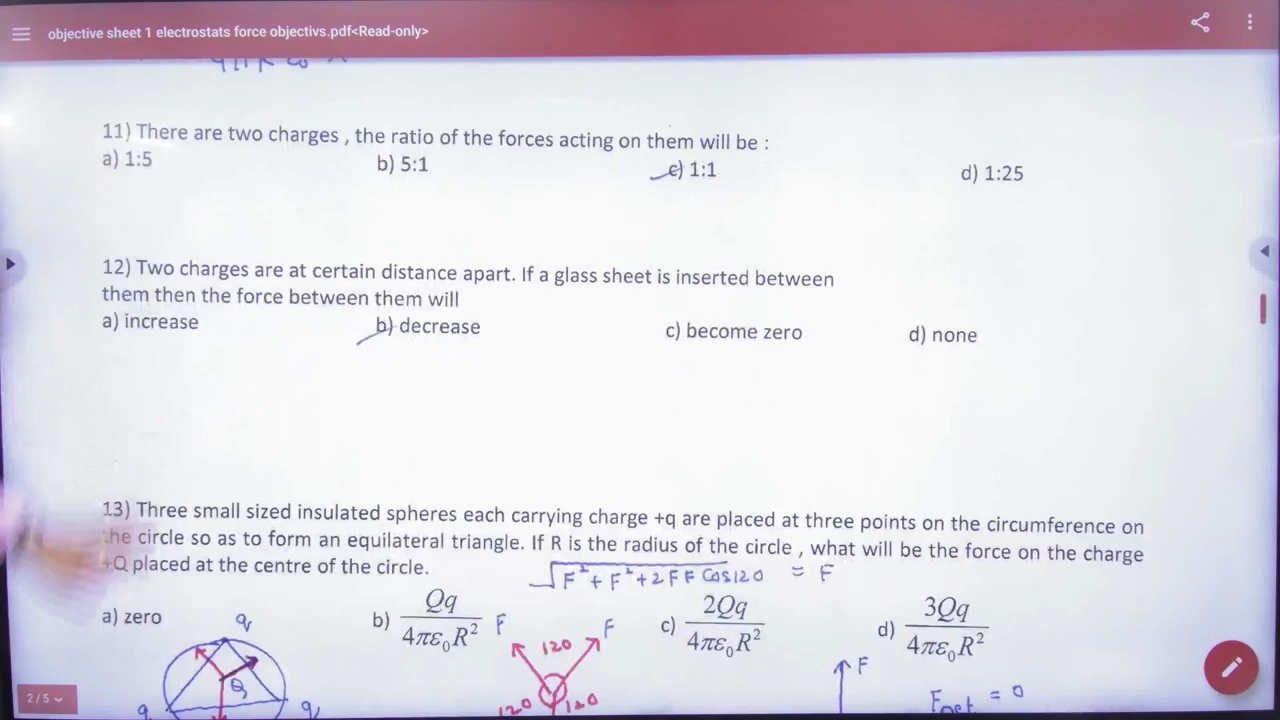 objective sheet 1 electrostats force objectivs.pdf<Read-only>
11) There are two charges , the ratio of the forces acting on them will be :
a) 1:5 b) 5:1 c) 1:1 d) 1:25
12) Two charges are at certain distance apart. If a glass sheet is inserted between
them then the force between them will
a) increase b) decrease c) become zero d) none
13) Three small sized insulated spheres each carrying charge +q are placed at three points on the circumference on
the circle so as to form an equilateral triangle. If R is the radius of the circle , what will be the force on the charge
+Q placed at the centre of the circle.
√F²+F²+2FF cos120 = F
a) zero b) Qq/4πε₀R² c) 2Qq/4πε₀R² d) 3Qq/4πε₀R²
q F 120 F
Q F
q q 120 120 Fnet = 0
2/5